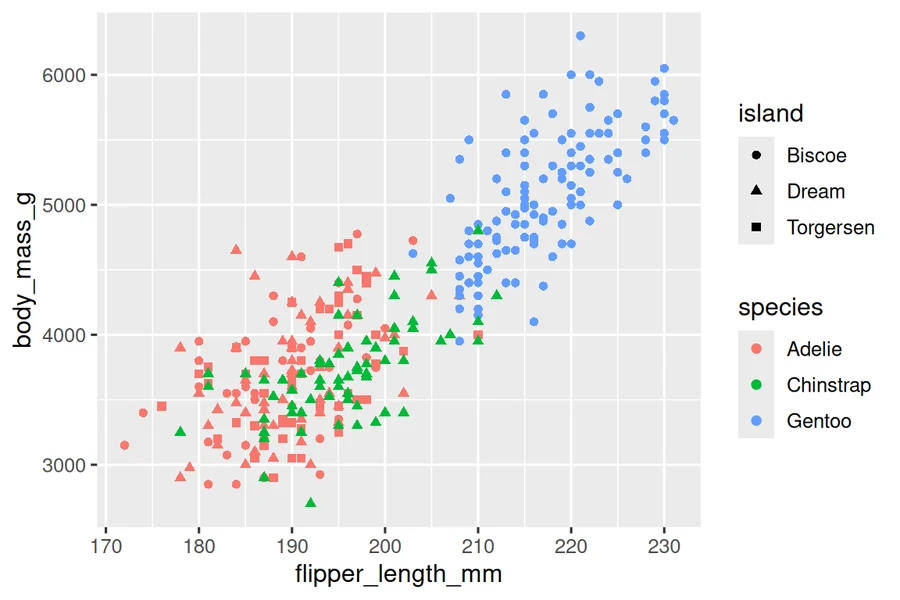 6000
5000
4000
3000
body_mass_g
170 180 190 200 210 220 230
flipper_length_mm
island
Biscoe
Dream
Torgersen
species
Adelie
Chinstrap
Gentoo